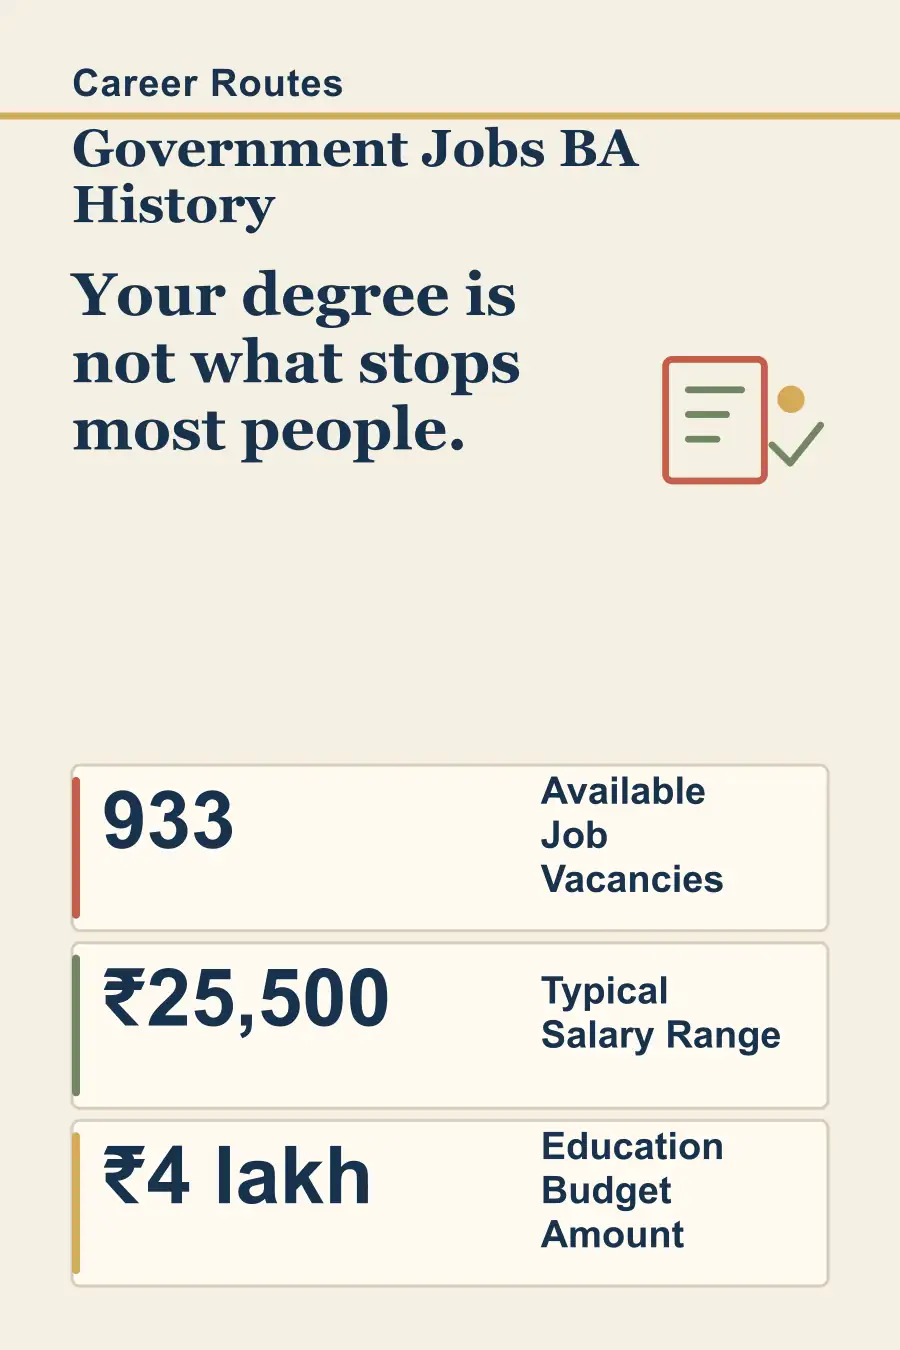 Career Routes
Government Jobs BA
History
Your degree is
not what stops
most people.
933
Available
Job
Vacancies
₹25,500
Typical
Salary Range
₹4 lakh
Education
Budget
Amount